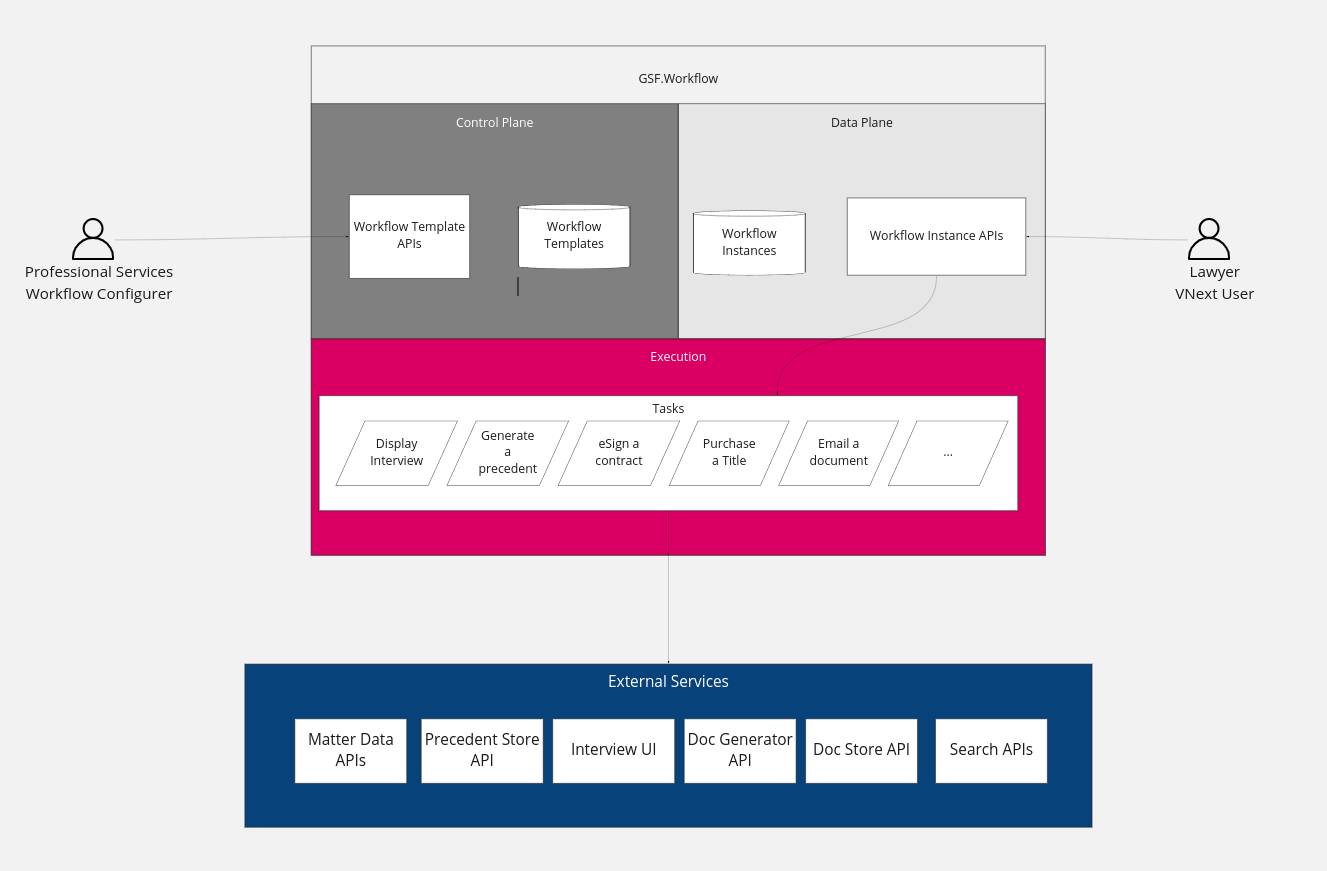 GSF.Workflow
Control Plane
Data Plane
Workflow Template
APIs
Workflow
Templates
Workflow
Instances
Workflow Instance APIs
Professional Services
Workflow Configurer
Lawyer
VNext User
Execution
Tasks
Display
Interview
Generate
a
precedent
eSign a
contract
Purchase
a Title
Email a
document
...
External Services
Matter Data
APIs
Precedent Store
API
Interview UI
Doc Generator
API
Doc Store API
Search APIs